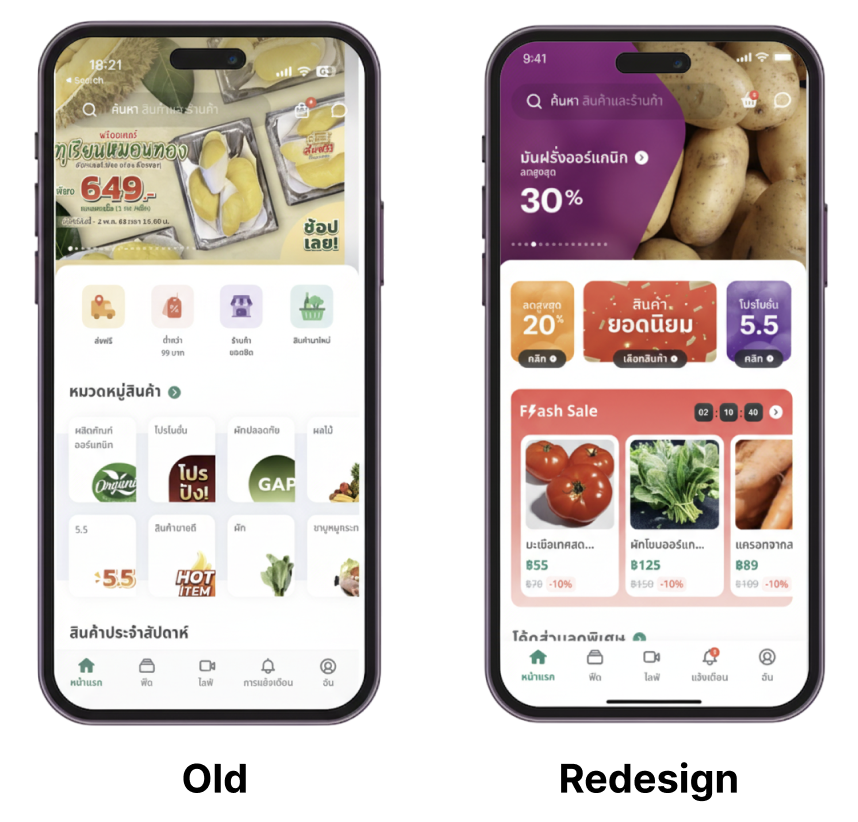 18:21
Search
ค้นหา สินค้าและร้านค้า
พรีออเดอร์
ทุเรียนหมอนทอง
649.-
ช้อป
เลย!
ส่งฟรี
ต่ำกว่า
99 บาท
ร้านค้า
ยอดฮิต
สินค้ามาใหม่
หมวดหมู่สินค้า
ผลิตภัณฑ์
ออร์แกนิก
Organi
โปรโมชั่น
โปร
ปัง!
ผักปลอดภัย
GAP
ผลไม้
5.5
5.5
สินค้าขายดี
HOT
ITEM
ผัก
ชาบูหมูกระท
สินค้าประจำสัปดาห์
หน้าแรก
ฟีด
ไลฟ์
การแจ้งเตือน
ฉัน
Old
9:41
ค้นหา สินค้าและร้านค้า
มันฝรั่งออร์แกนิก
ลดสูงสุด
30%
ลดสูงสุด
20%
คลิก
สินค้า
ยอดนิยม
เลือกสินค้า
โปรโมชั่น
5.5
คลิก
Flash Sale
02 : 10 : 40
มะเขือเทศสด...
฿55
฿70 -10%
ผักโขมออร์แก...
฿125
฿150 -10%
แครอทจากส
฿89
฿109 -10%
โค้ดส่วนลดพิเศษ
หน้าแรก
ฟีด
ไลฟ์
แจ้งเตือน
ฉัน
Redesign